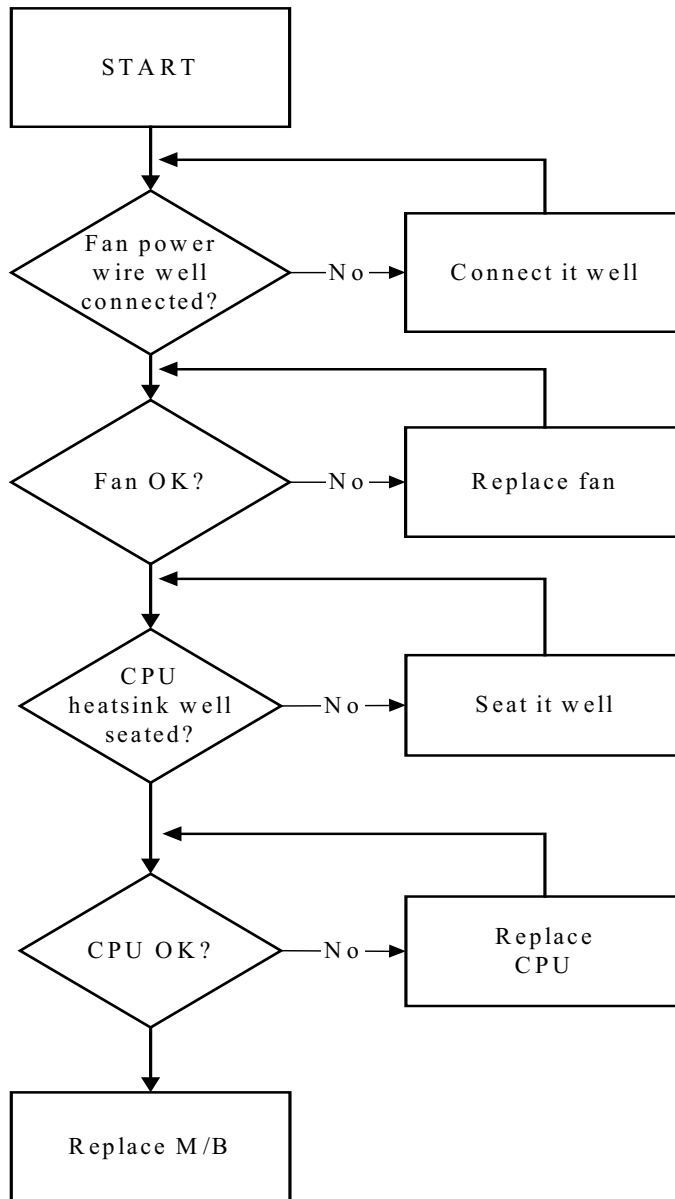 START
Fan power
wire well
connected?
No
Connect it well
Fan OK?
No
Replace fan
CPU
heatsink well
seated?
No
Seat it well
CPU OK?
No
Replace
CPU
Replace M/B